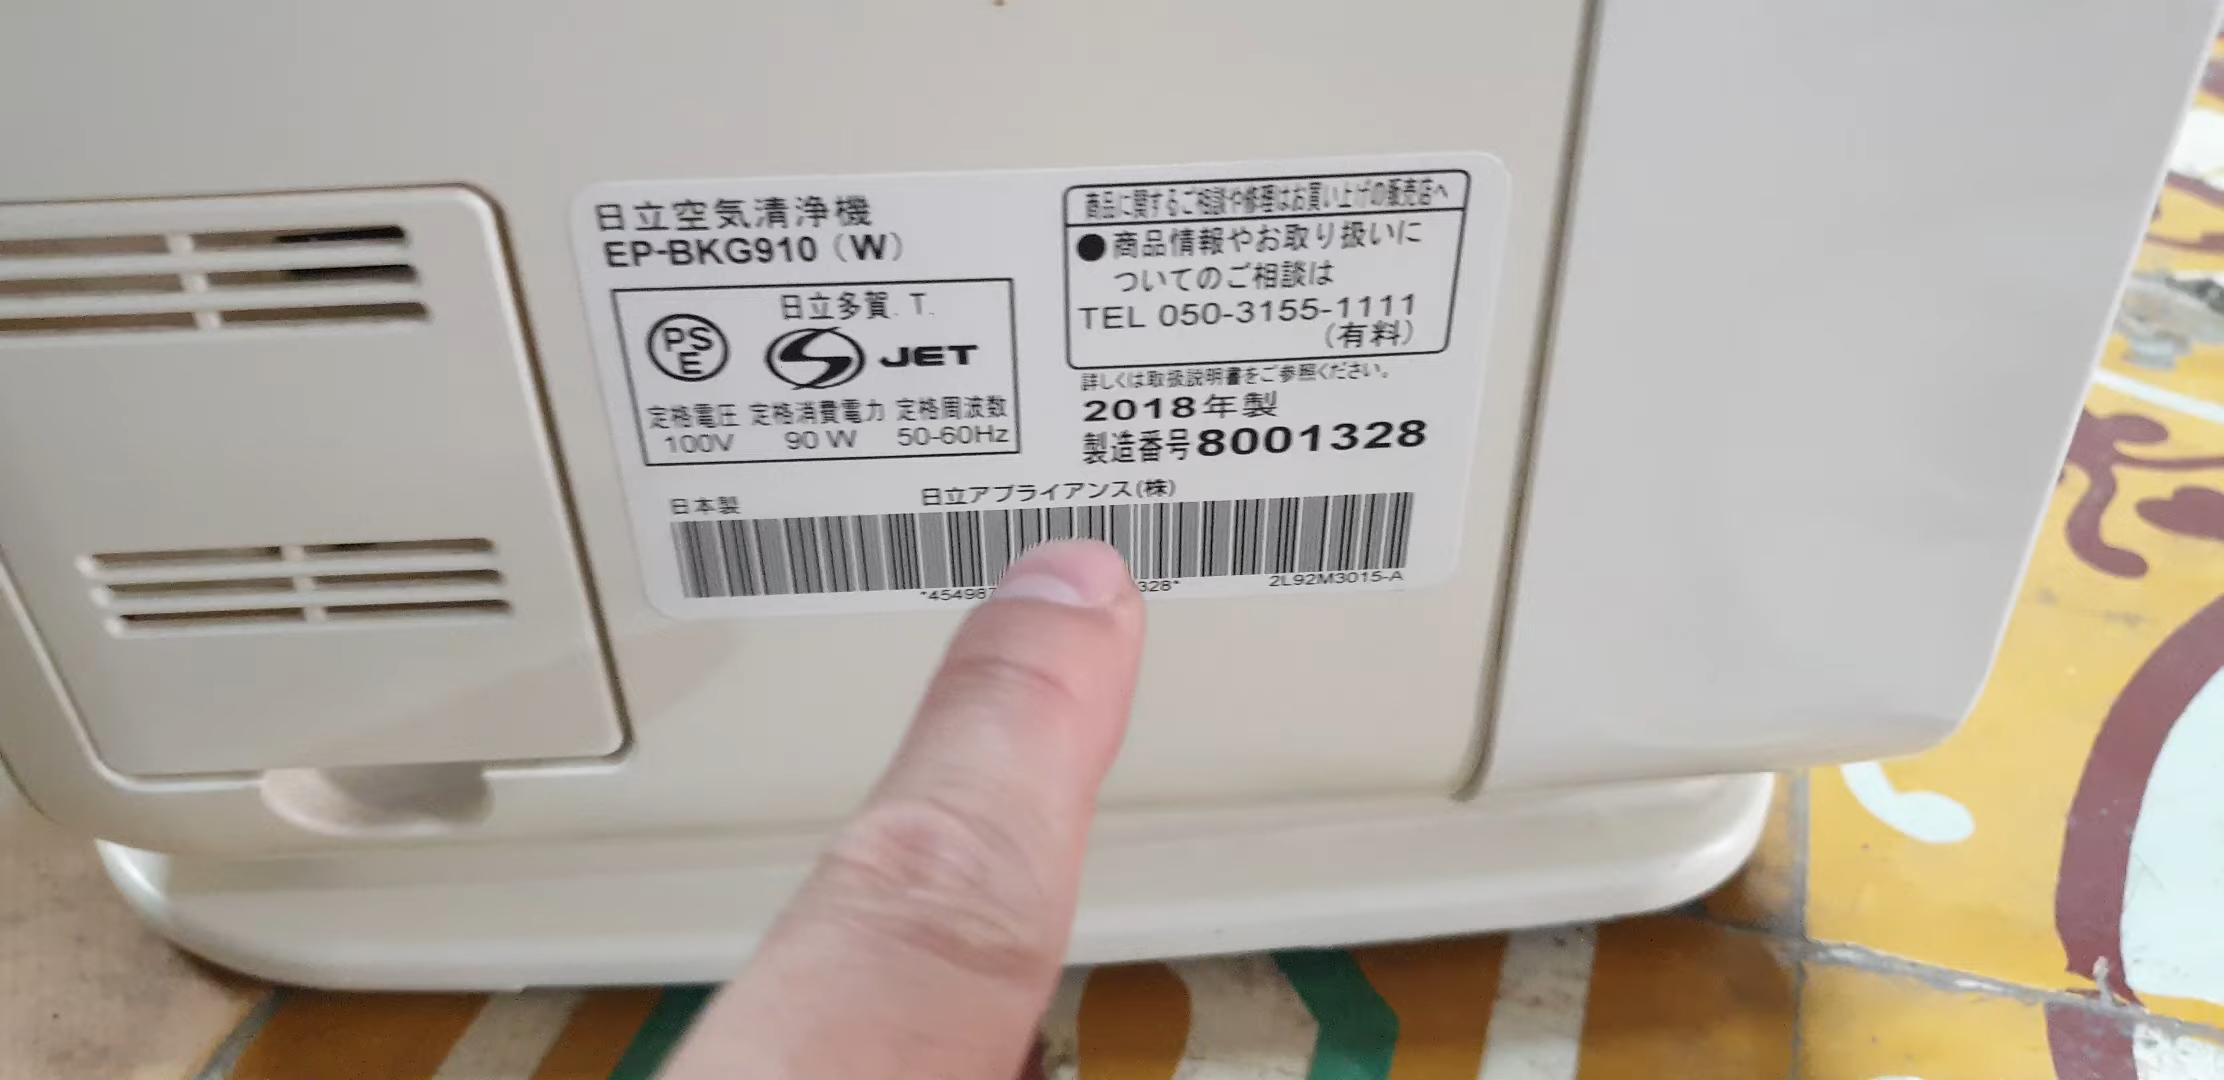 日立空気清浄機
EP-BKG910（W）
日立多賀.T.
PS
E
JET
定格電圧 定格消費電力 定格周波数
100V 90 W 50-60Hz
商品に関するご相談や修理はお買い上げの販売店へ
●商品情報やお取り扱いに
ついてのご相談は
TEL 050-3155-1111
（有料）
詳しくは取扱説明書をご参照ください。
2018年製
製造番号8001328
日本製
日立アプライアンス(株)
*45498
328*
2L92M3015-A